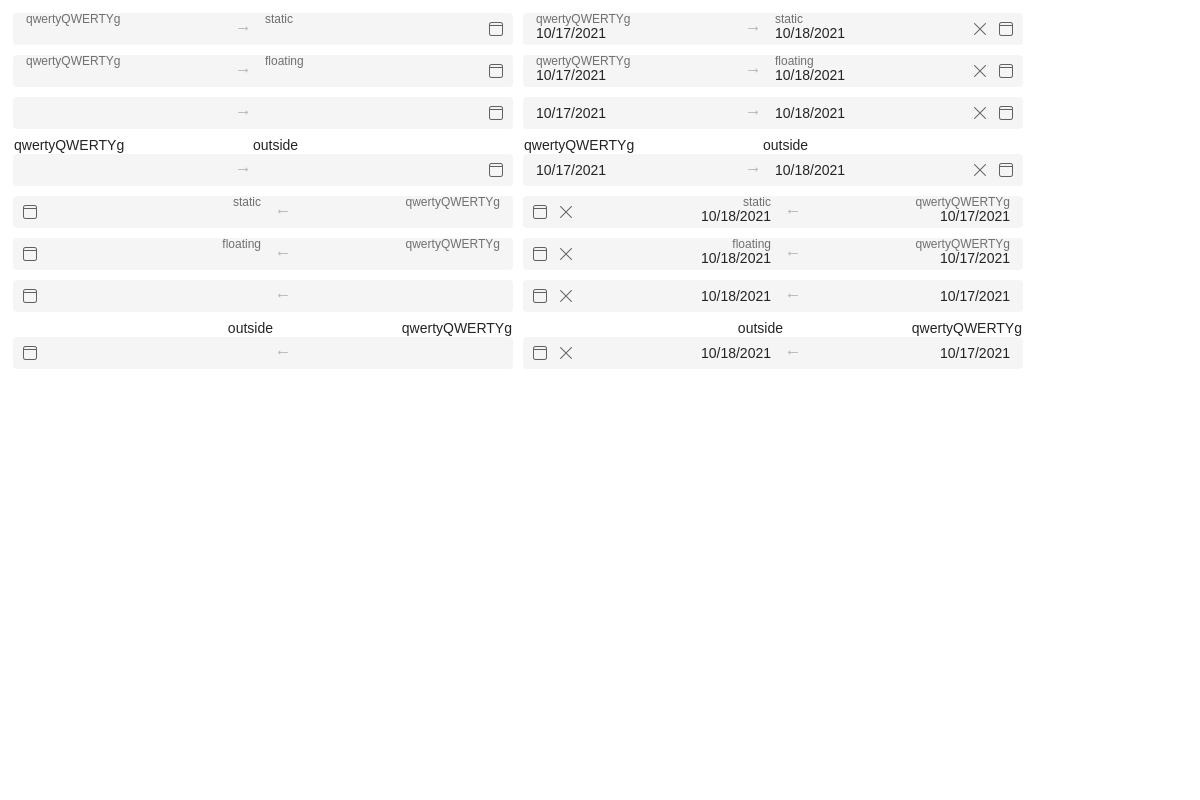 qwertyQWERTYg → static
qwertyQWERTYg → static
10/17/2021 10/18/2021
qwertyQWERTYg → floating
qwertyQWERTYg → floating
10/17/2021 10/18/2021
→
10/17/2021 → 10/18/2021
qwertyQWERTYg outside
qwertyQWERTYg outside
→
10/17/2021 → 10/18/2021
static ← qwertyQWERTYg
static ← qwertyQWERTYg
10/18/2021 10/17/2021
floating ← qwertyQWERTYg
floating ← qwertyQWERTYg
10/18/2021 10/17/2021
←
10/18/2021 ← 10/17/2021
outside qwertyQWERTYg
outside qwertyQWERTYg
←
10/18/2021 ← 10/17/2021